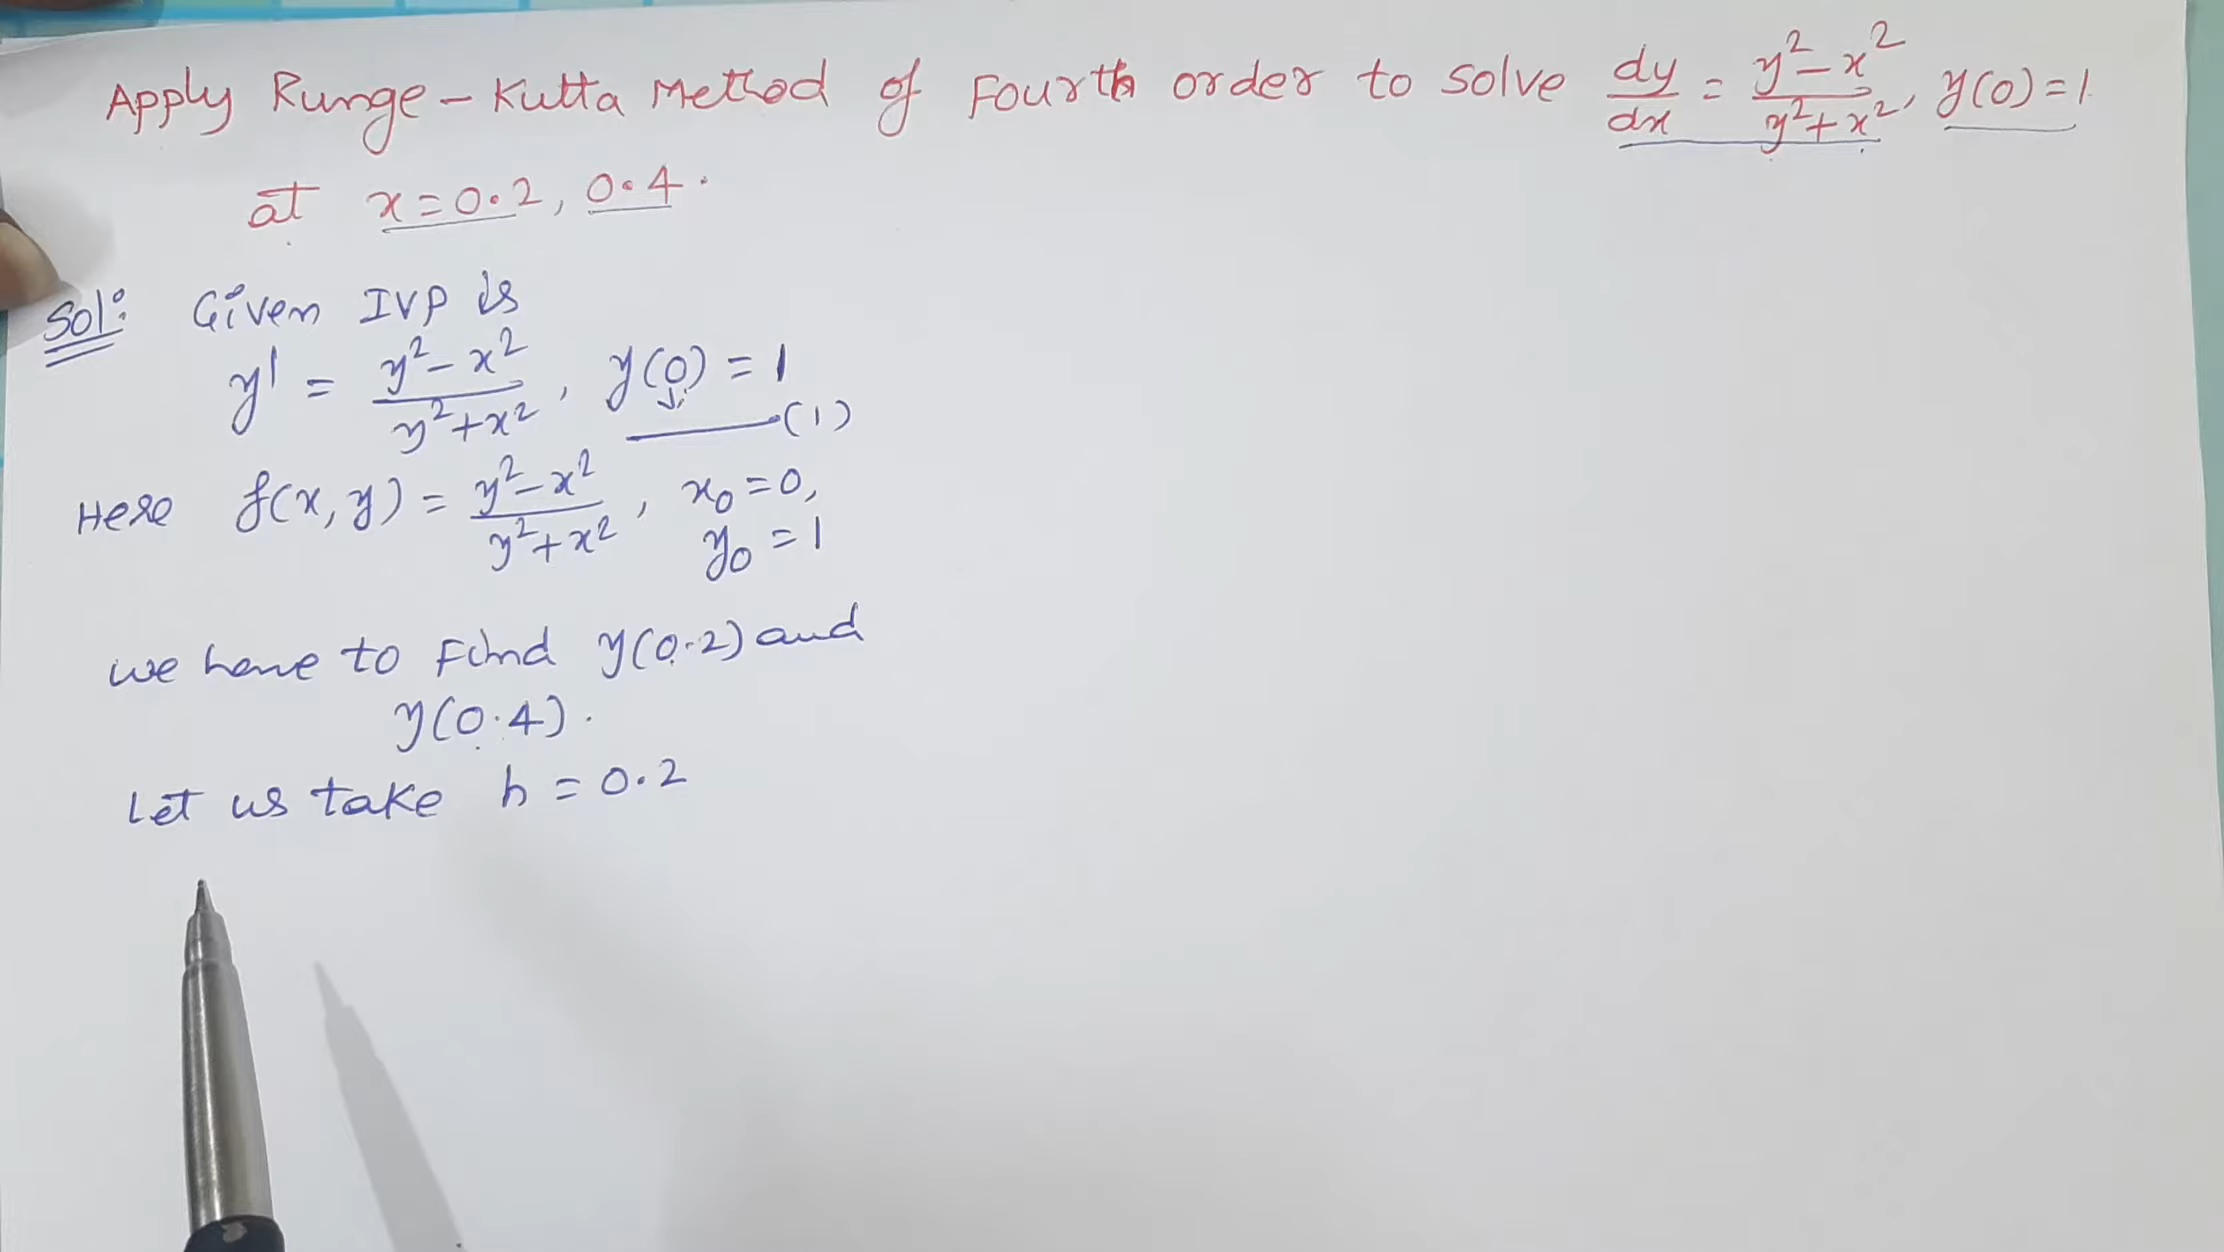 Apply Runge-Kutta Method of Fourth order to solve dy/dx = (y²-x²)/(y²+x²), y(0)=1
at x=0.2, 0.4.
Sol: Given IVP is
y' = (y²-x²)/(y²+x²), y(0)=1
—(1)
Here f(x,y) = (y²-x²)/(y²+x²), x₀=0,
y₀=1
we have to Find y(0.2) and
y(0.4).
Let us take h=0.2